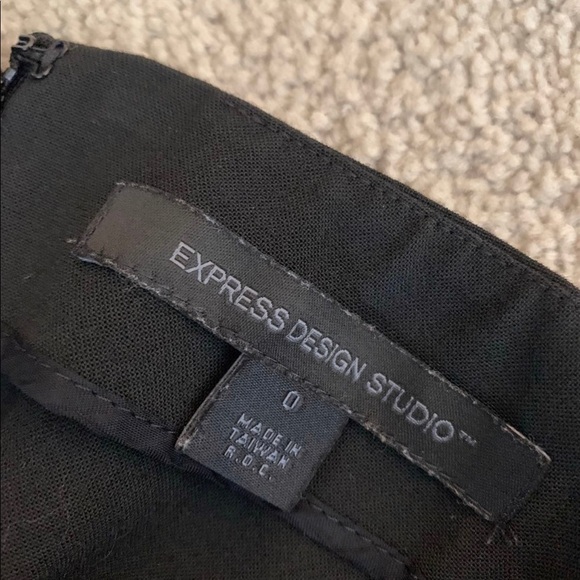 EXPRESS DESIGN STUDIO™
0
MADE IN
TAIWAN
R.O.C.